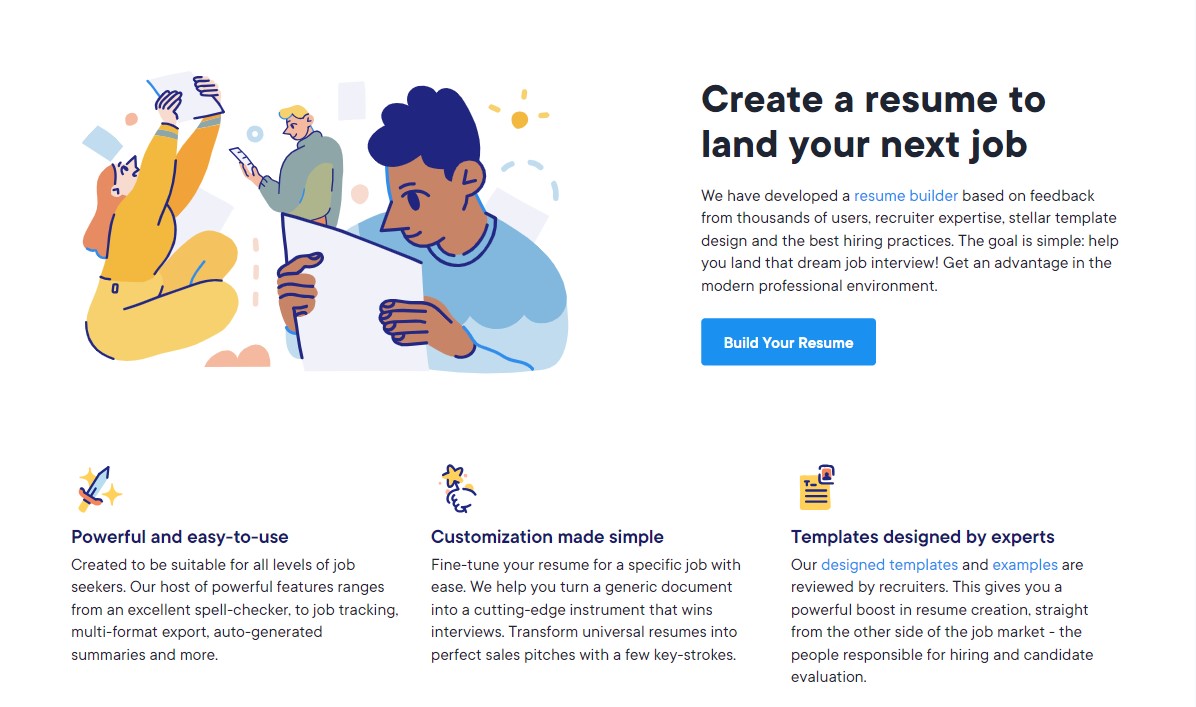 Create a resume to
land your next job
We have developed a resume builder based on feedback
from thousands of users, recruiter expertise, stellar template
design and the best hiring practices. The goal is simple: help
you land that dream job interview! Get an advantage in the
modern professional environment.
Build Your Resume
Powerful and easy-to-use
Created to be suitable for all levels of job
seekers. Our host of powerful features ranges
from an excellent spell-checker, to job tracking,
multi-format export, auto-generated
summaries and more.
Customization made simple
Fine-tune your resume for a specific job with
ease. We help you turn a generic document
into a cutting-edge instrument that wins
interviews. Transform universal resumes into
perfect sales pitches with a few key-strokes.
Templates designed by experts
Our designed templates and examples are
reviewed by recruiters. This gives you a
powerful boost in resume creation, straight
from the other side of the job market - the
people responsible for hiring and candidate
evaluation.